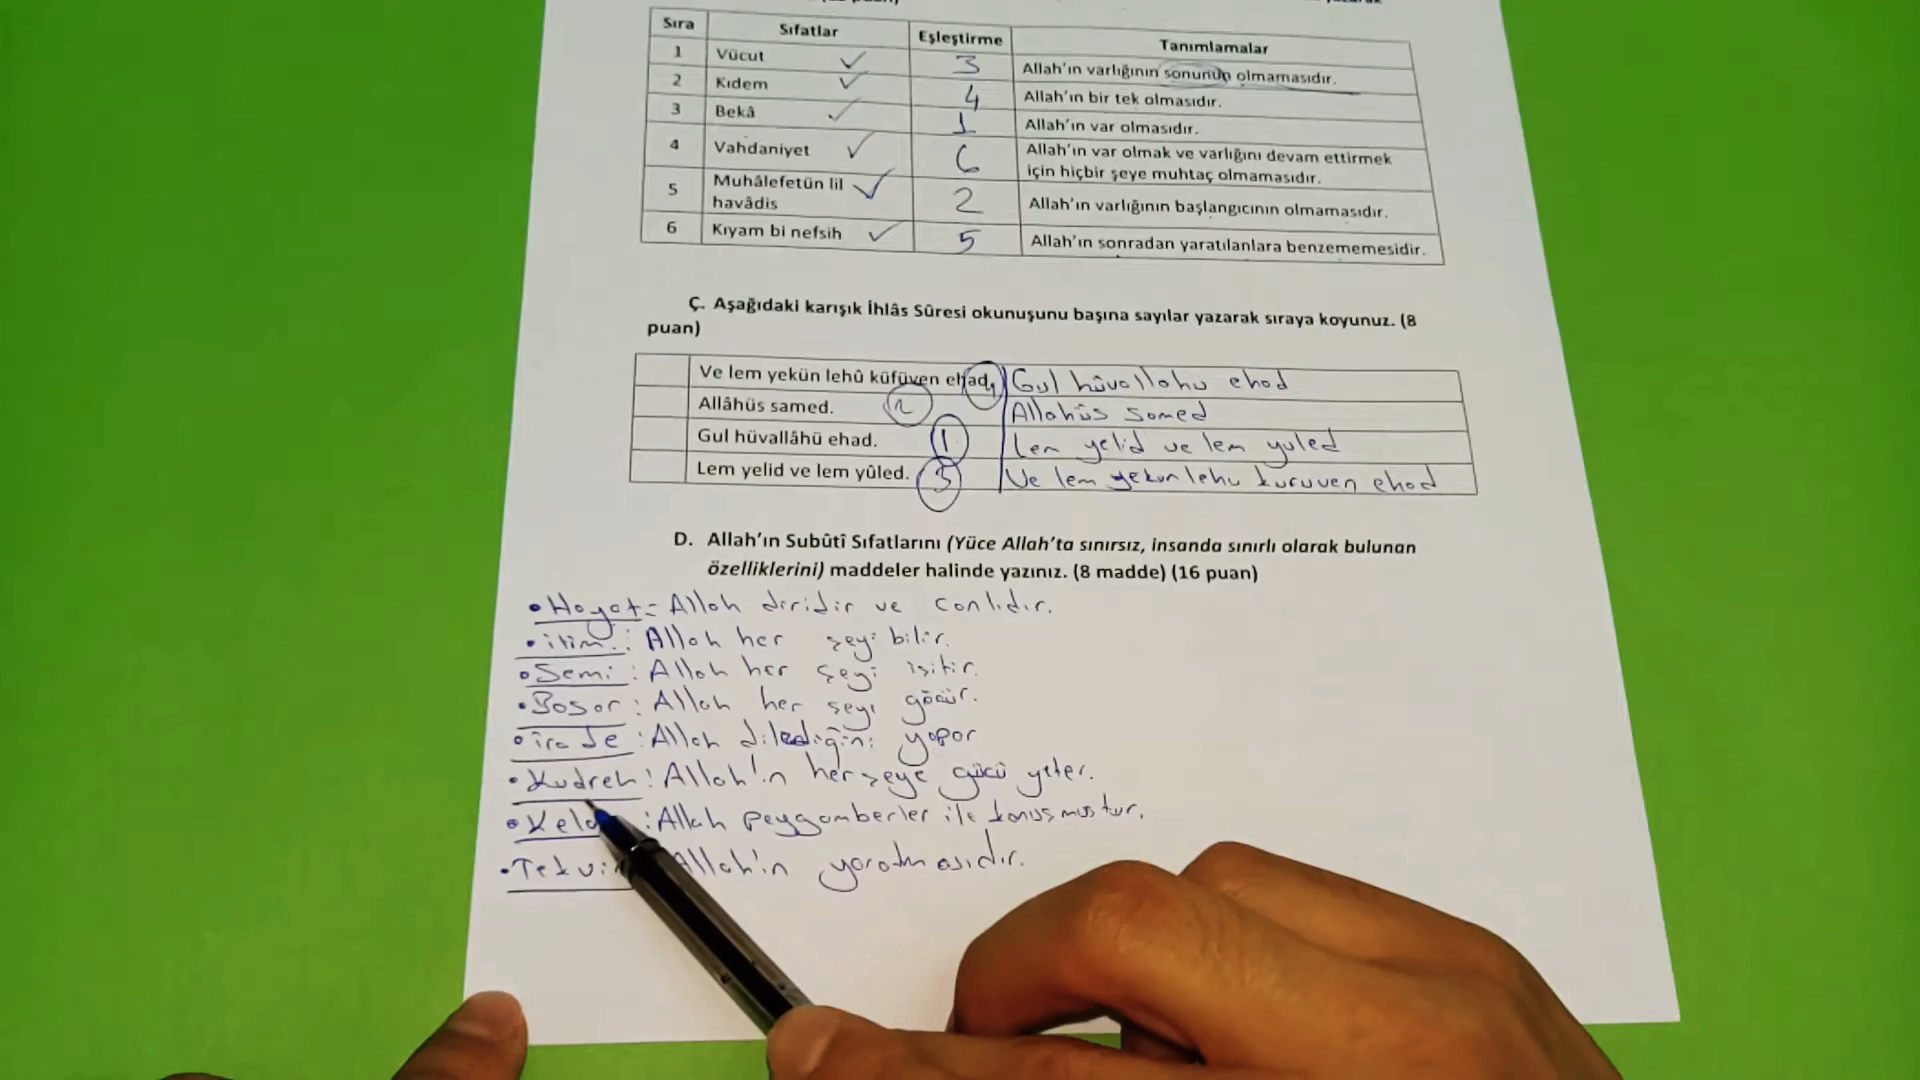 puan)
Sıra Sıfatlar Eşleştirme Tanımlamalar
1 Vücut 3 Allah'ın varlığının sonunun olmamasıdır.
2 Kıdem 4 Allah'ın bir tek olmasıdır.
3 Bekâ 1 Allah'ın var olmasıdır.
4 Vahdaniyet 6 Allah'ın var olmak ve varlığını devam ettirmek
için hiçbir şeye muhtaç olmamasıdır.
5 Muhâlefetün lil
havâdis 2 Allah'ın varlığının başlangıcının olmamasıdır.
6 Kıyam bi nefsih 5 Allah'ın sonradan yaratılanlara benzememesidir.
Ç. Aşağıdaki karışık İhlâs Sûresi okunuşunu başına sayılar yazarak sıraya koyunuz. (8
puan)
Ve lem yekün lehû küfüven ehad. 4 Gul hüvallahu ehad
Allâhüs samed. 2 Allahüs samed
Gul hüvallâhü ehad. 1 Lem yelid ve lem yuled
Lem yelid ve lem yûled. 3 Ve lem yekun lehu kuruven ehad
D. Allah'ın Subûtî Sıfatlarını (Yüce Allah'ta sınırsız, insanda sınırlı olarak bulunan
özelliklerini) maddeler halinde yazınız. (8 madde) (16 puan)
• Hayat = Allah diridir ve canlıdır.
• ilim : Allah her şeyi bilir.
• Semi : Allah her şeyi işitir.
• Basar : Allah her şeyi görür.
• irade : Allah dilediğini yapar
• Kudreh : Allah'ın herşeye gücü yeter.
• Kela : Allah peygamberler ile konuşmuştur.
• Tekvi Allah'ın yaratmasıdır.